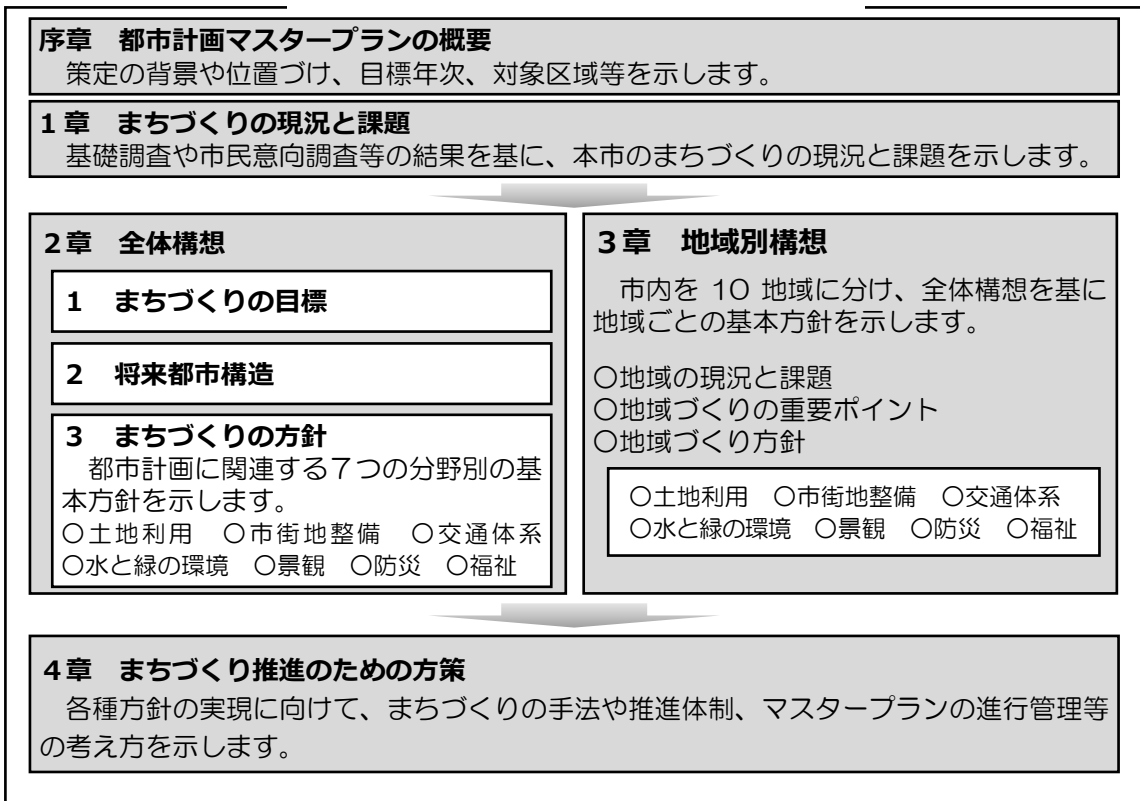 序章　都市計画マスタープランの概要
策定の背景や位置づけ、目標年次、対象区域等を示します。
１章　まちづくりの現況と課題
基礎調査や市民意向調査等の結果を基に、本市のまちづくりの現況と課題を示します。
２章　全体構想
１　まちづくりの目標
２　将来都市構造
３　まちづくりの方針
都市計画に関連する７つの分野別の基
本方針を示します。
○土地利用　○市街地整備　○交通体系
○水と緑の環境　○景観　○防災　○福祉
３章　地域別構想
市内を 10 地域に分け、全体構想を基に
地域ごとの基本方針を示します。
○地域の現況と課題
○地域づくりの重要ポイント
○地域づくり方針
○土地利用　○市街地整備　○交通体系
○水と緑の環境　○景観　○防災　○福祉
４章　まちづくり推進のための方策
各種方針の実現に向けて、まちづくりの手法や推進体制、マスタープランの進行管理等
の考え方を示します。